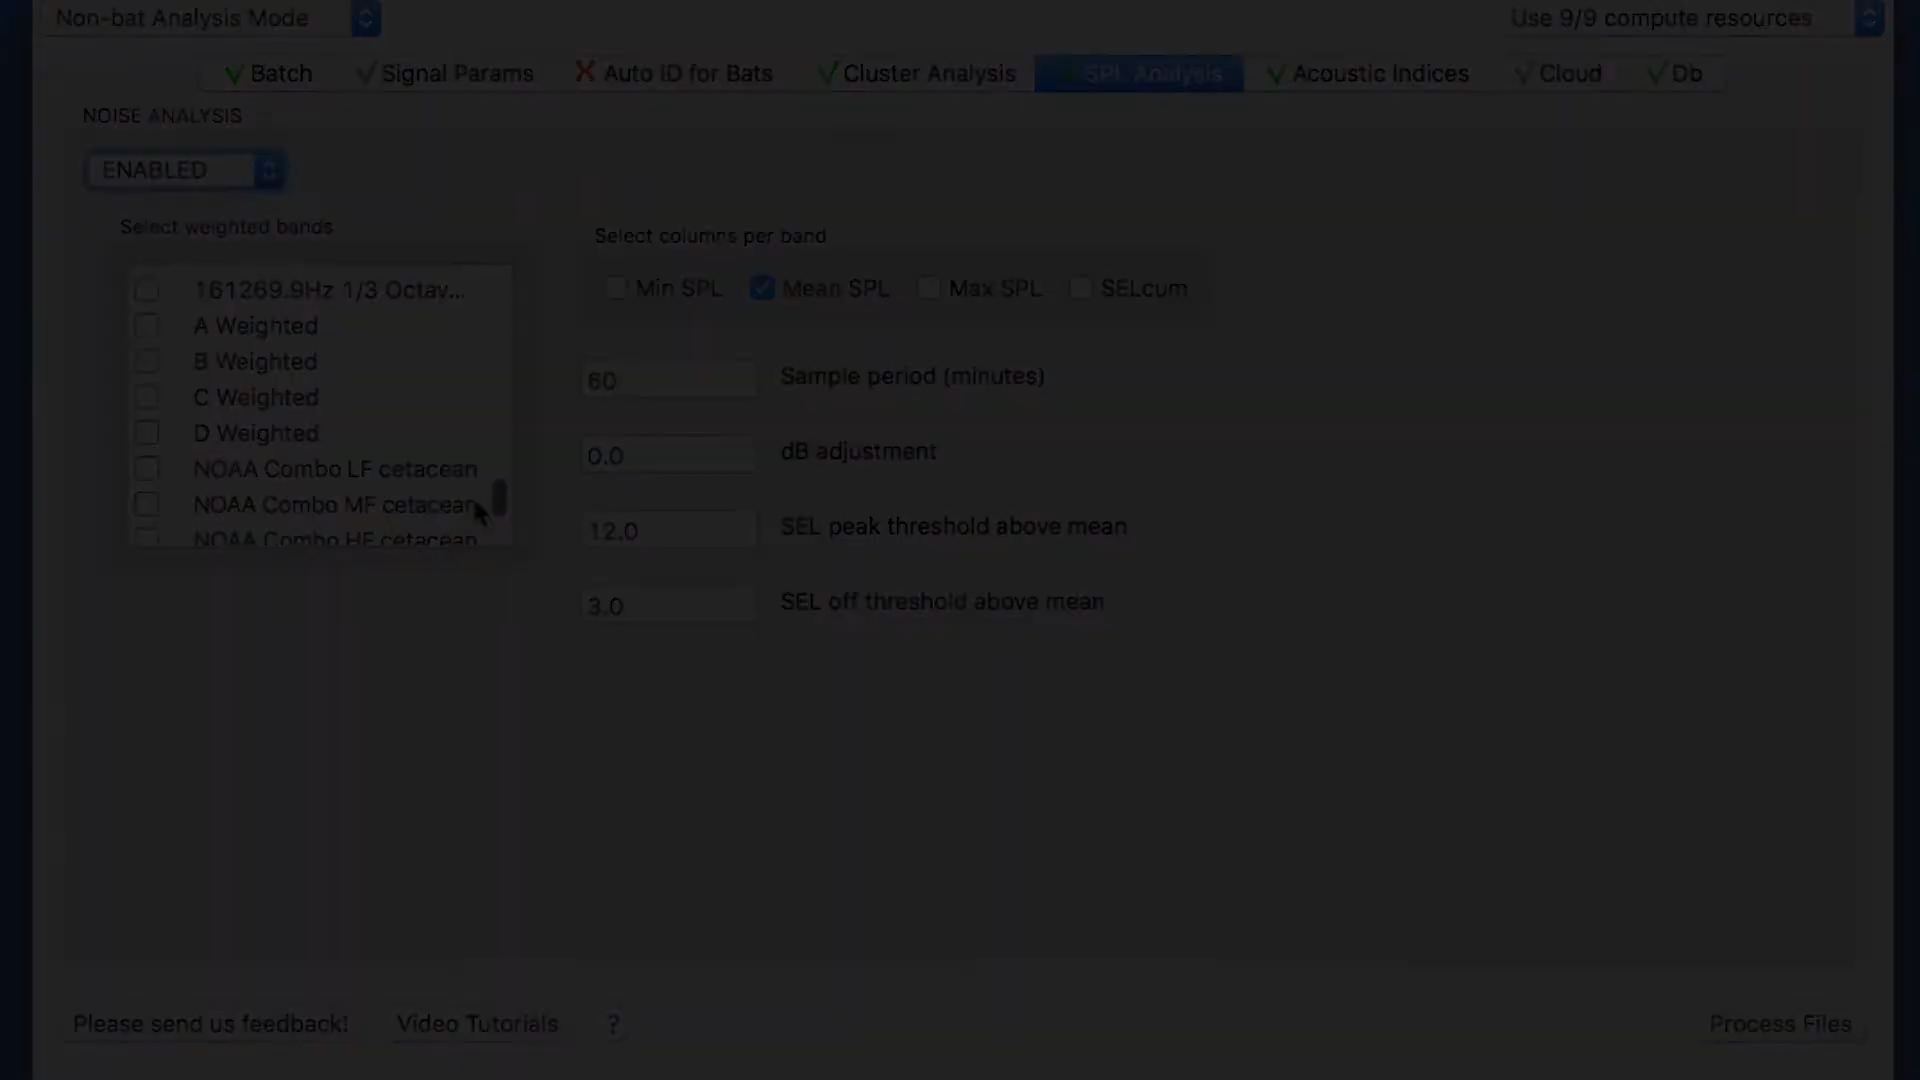 Non-bat Analysis Mode
Use 9/9 compute resources
Batch
Signal Params
Auto ID for Bats
Cluster Analysis
SPL Analysis
Acoustic Indices
Cloud
Db
NOISE ANALYSIS
ENABLED
Select weighted bands
161269.9Hz 1/3 Octav...
A Weighted
B Weighted
C Weighted
D Weighted
NOAA Combo LF cetacean
NOAA Combo MF cetacean
NOAA Combo HF cetacean
Select columns per band
Min SPL
Mean SPL
Max SPL
SELcum
60 Sample period (minutes)
0.0 dB adjustment
12.0 SEL peak threshold above mean
3.0 SEL off threshold above mean
Please send us feedback!
Video Tutorials
?
Process Files